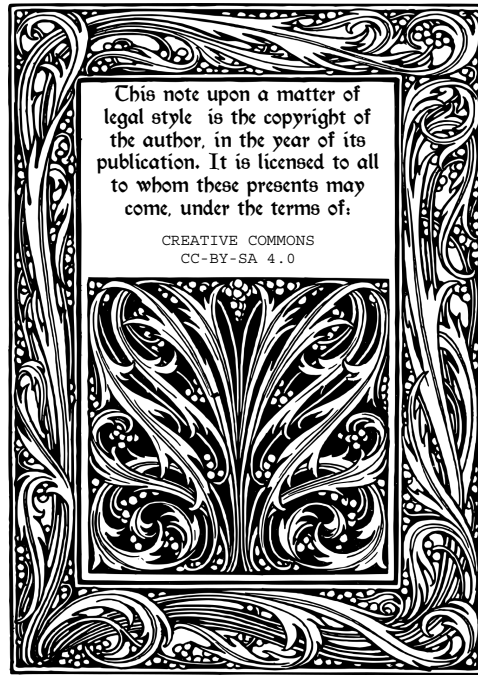 This note upon a matter of
legal style is the copyright of
the author, in the year of its
publication. It is licensed to all
to whom these presents may
come, under the terms of:
CREATIVE COMMONS
CC-BY-SA 4.0